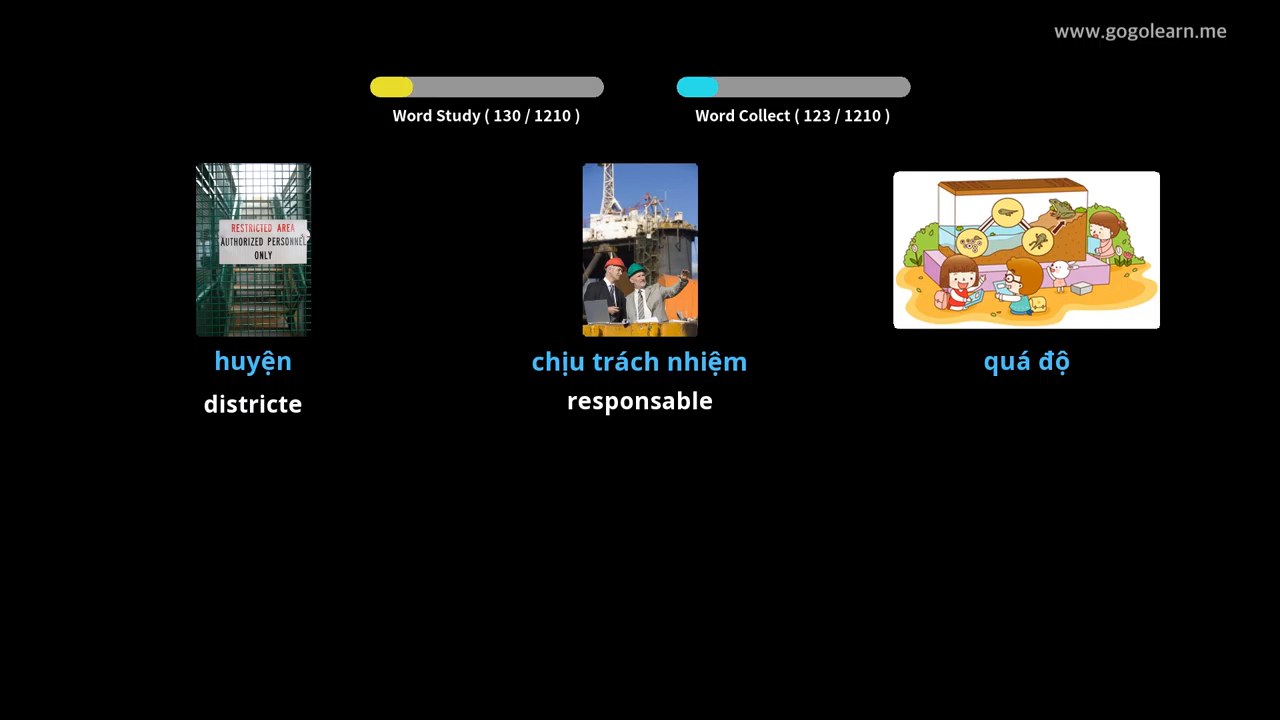 www.gogolearn.me
Word Study ( 130 / 1210 )
Word Collect ( 123 / 1210 )
RESTRICTED AREA
AUTHORIZED PERSONNEL
ONLY
huyện
chịu trách nhiệm
quá độ
districte
responsable